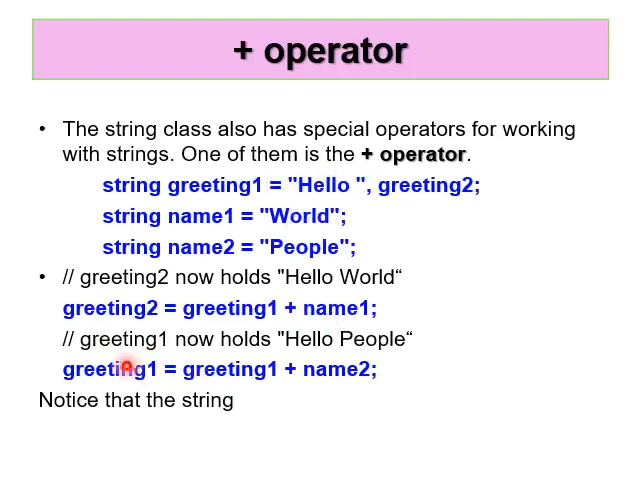 + operator
• The string class also has special operators for working
with strings. One of them is the + operator.
string greeting1 = "Hello ", greeting2;
string name1 = "World";
string name2 = "People";
• // greeting2 now holds "Hello World“
greeting2 = greeting1 + name1;
// greeting1 now holds "Hello People“
greeting1 = greeting1 + name2;
Notice that the string